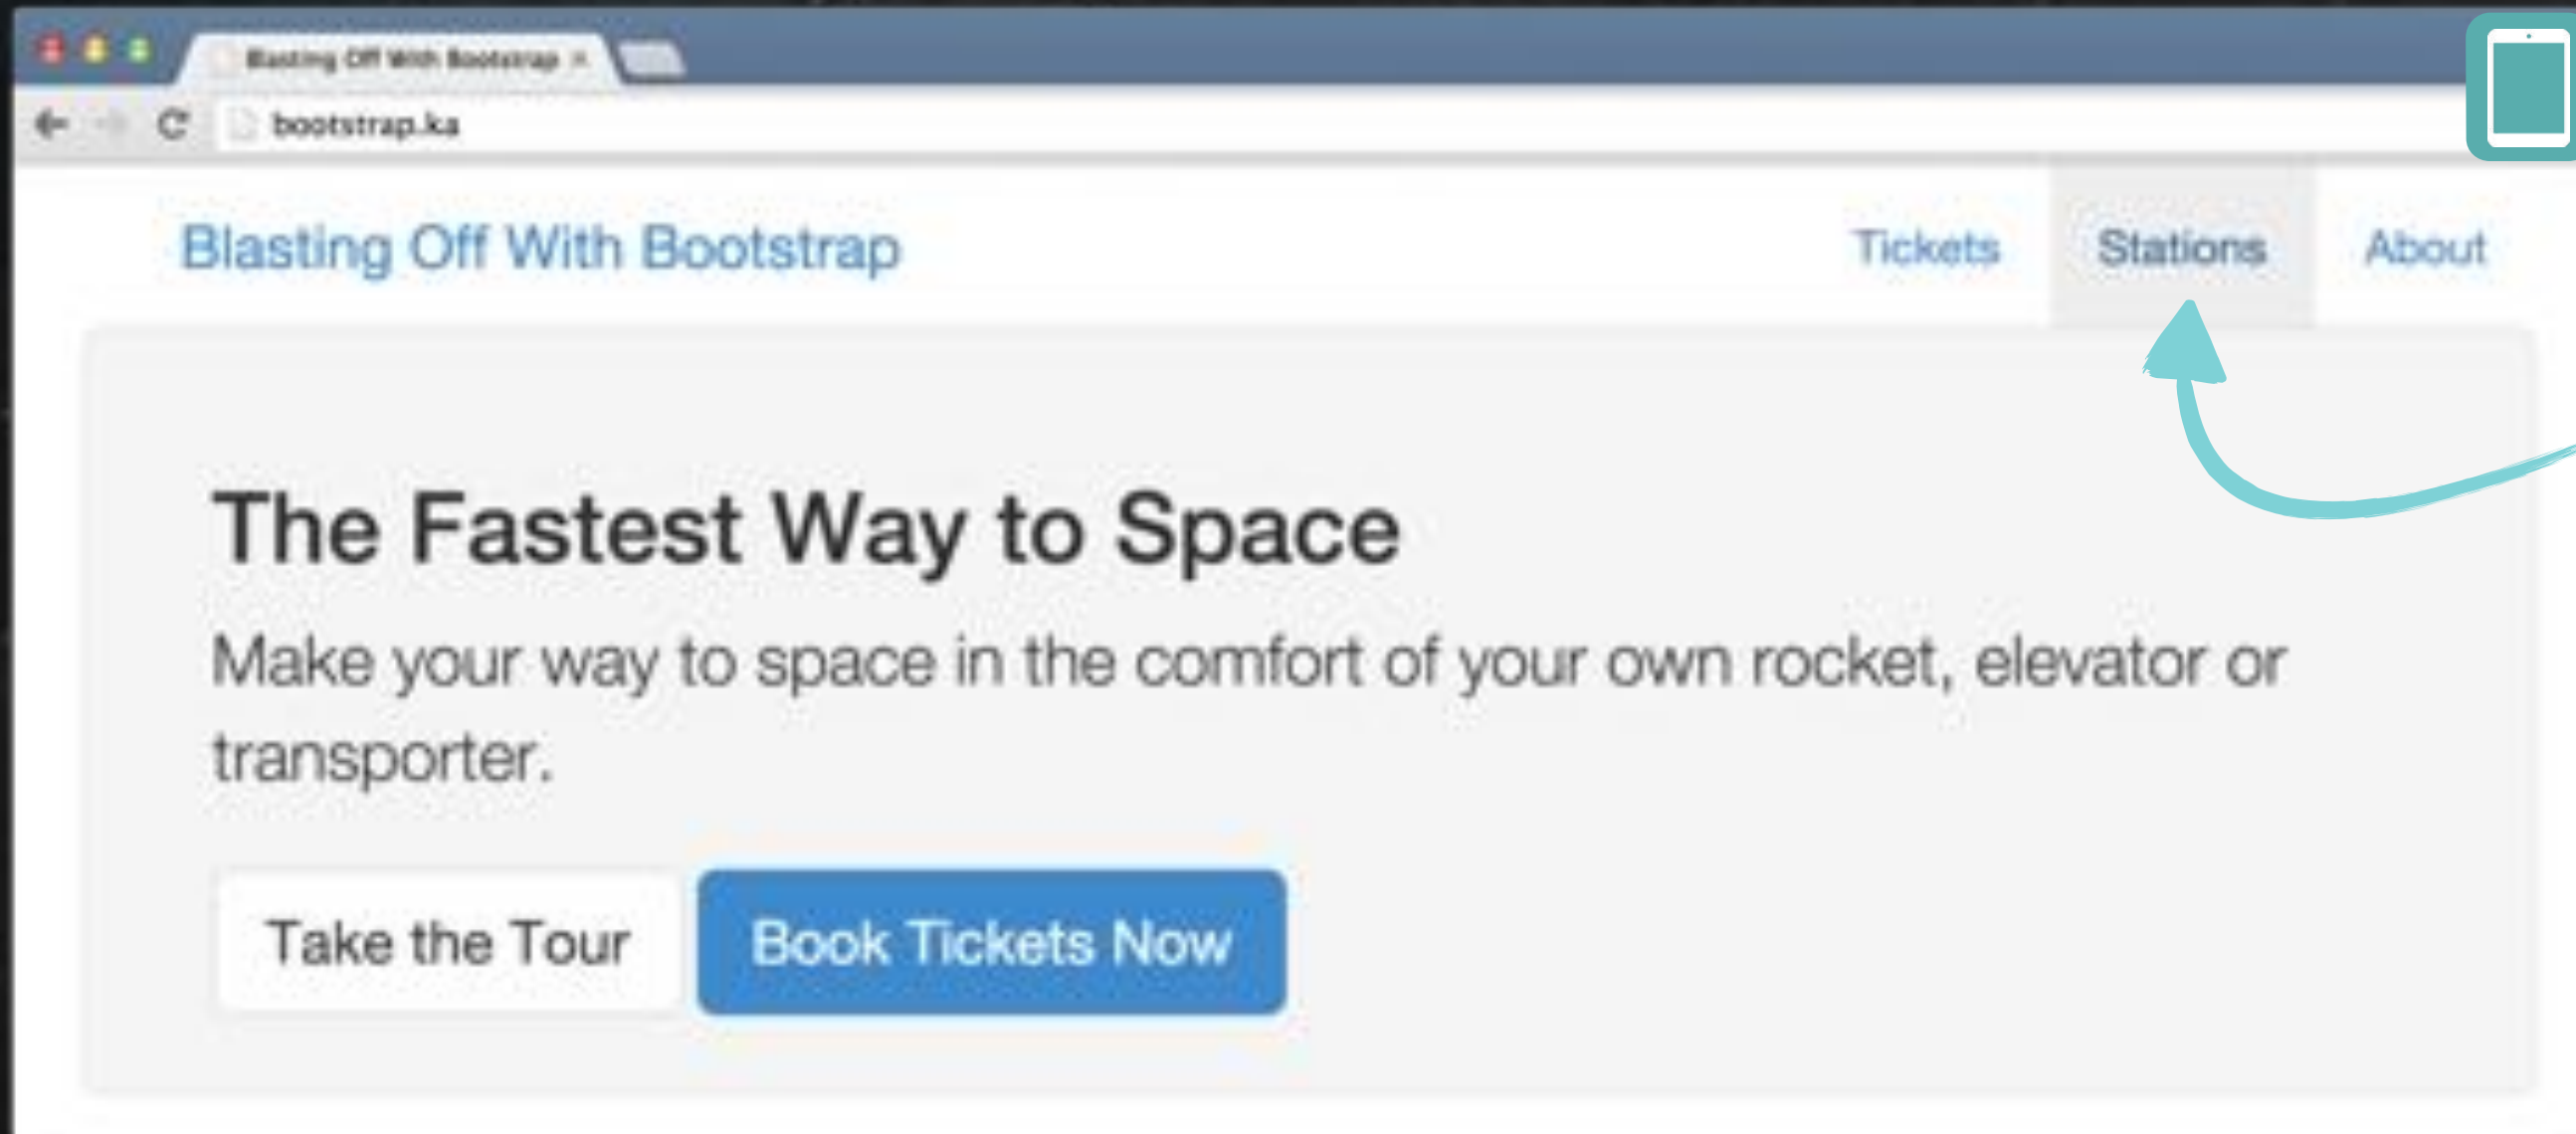 Blasting Off With Bootstrap
bootstrap.ka
Blasting Off With Bootstrap
Tickets
Stations
About
The Fastest Way to Space
Make your way to space in the comfort of your own rocket, elevator or
transporter.
Take the Tour
Book Tickets Now